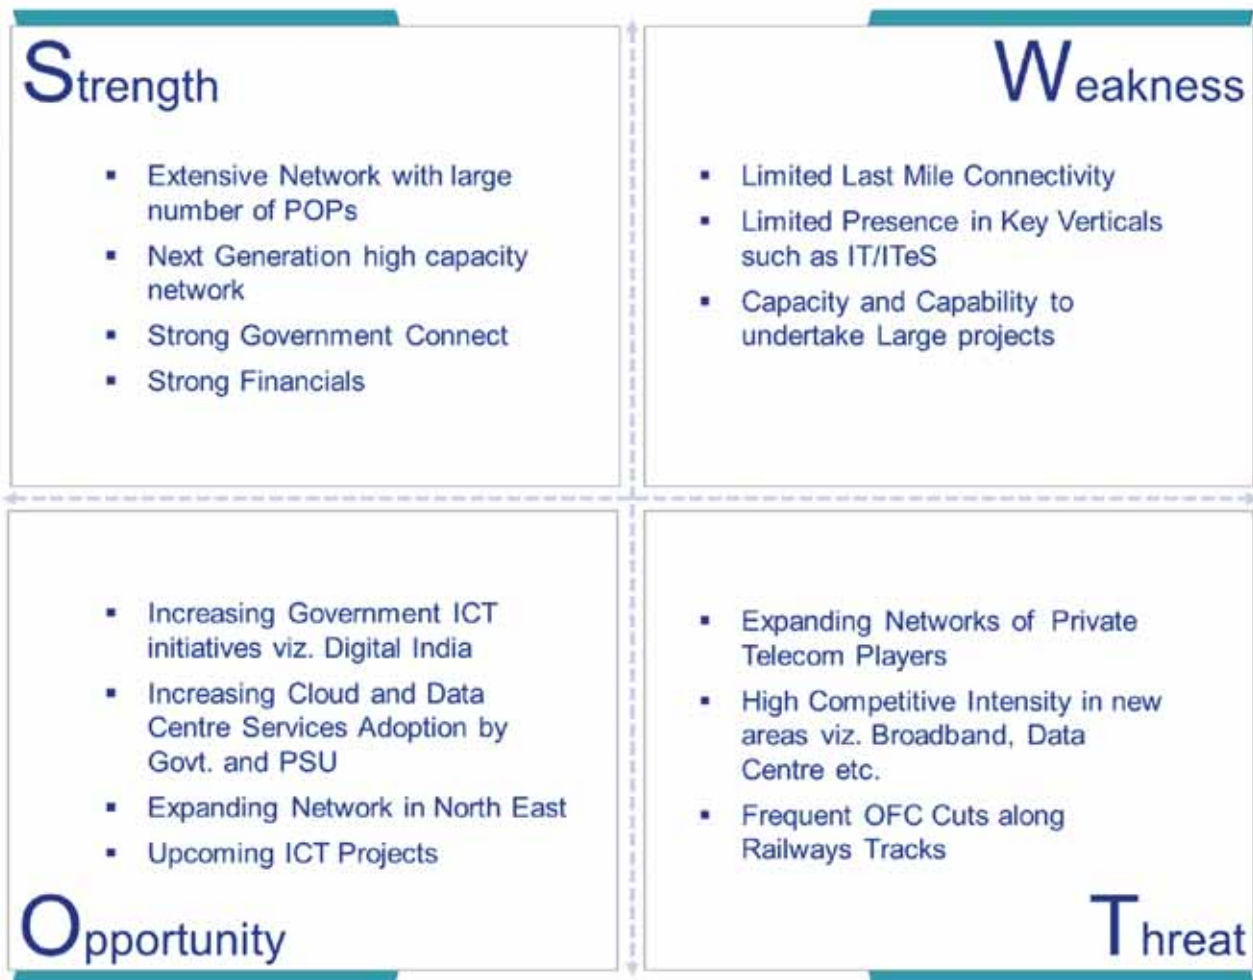 Strength
▪ Extensive Network with large
number of POPs
▪ Next Generation high capacity
network
▪ Strong Government Connect
▪ Strong Financials
Weakness
▪ Limited Last Mile Connectivity
▪ Limited Presence in Key Verticals
such as IT/ITeS
▪ Capacity and Capability to
undertake Large projects
▪ Increasing Government ICT
initiatives viz. Digital India
▪ Increasing Cloud and Data
Centre Services Adoption by
Govt. and PSU
▪ Expanding Network in North East
▪ Upcoming ICT Projects
Opportunity
▪ Expanding Networks of Private
Telecom Players
▪ High Competitive Intensity in new
areas viz. Broadband, Data
Centre etc.
▪ Frequent OFC Cuts along
Railways Tracks
Threat